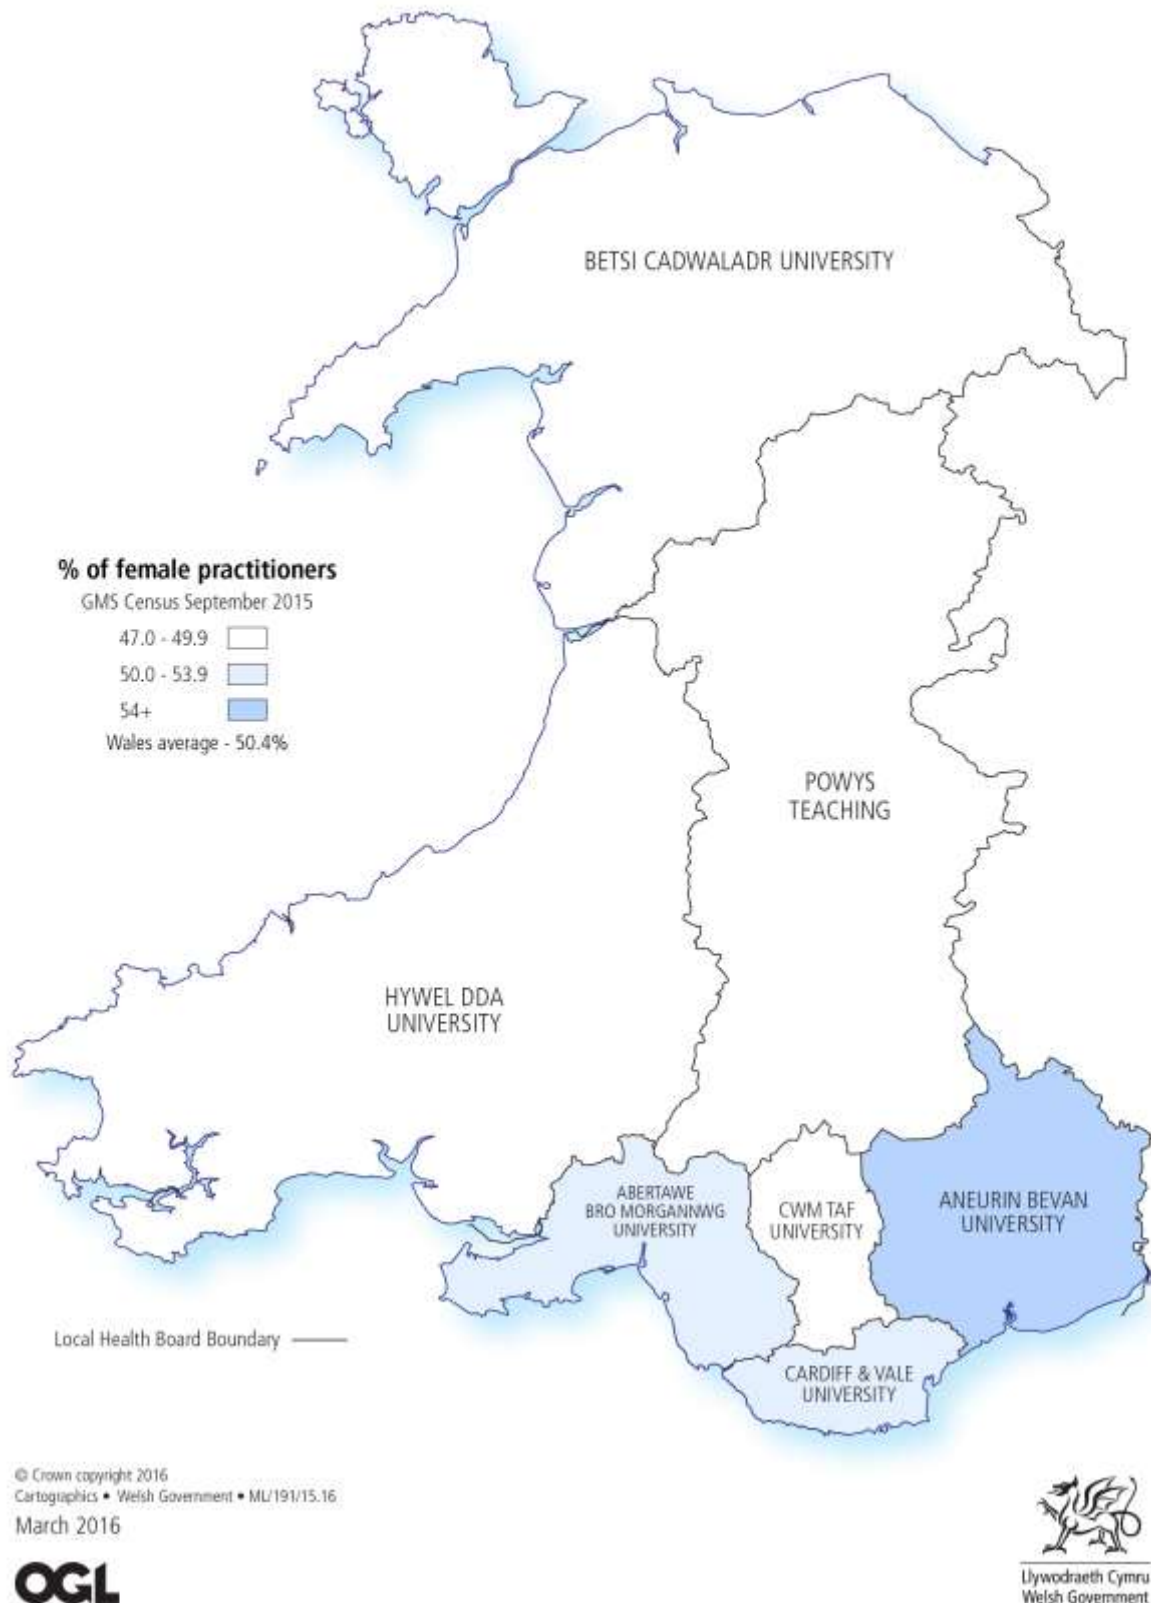 BETSI CADWALADR UNIVERSITY
% of female practitioners
GMS Census September 2015
47.0 - 49.9
50.0 - 53.9
54+
Wales average - 50.4%
POWYS
TEACHING
HYWEL DDA
UNIVERSITY
ABERTAWE
BRO MORGANNWG
UNIVERSITY
CWM TAF
UNIVERSITY
ANEURIN BEVAN
UNIVERSITY
Local Health Board Boundary
CARDIFF & VALE
UNIVERSITY
© Crown copyright 2016
Cartographics • Welsh Government • ML/191/15.16
March 2016
OGL
Llywodraeth Cymru
Welsh Government